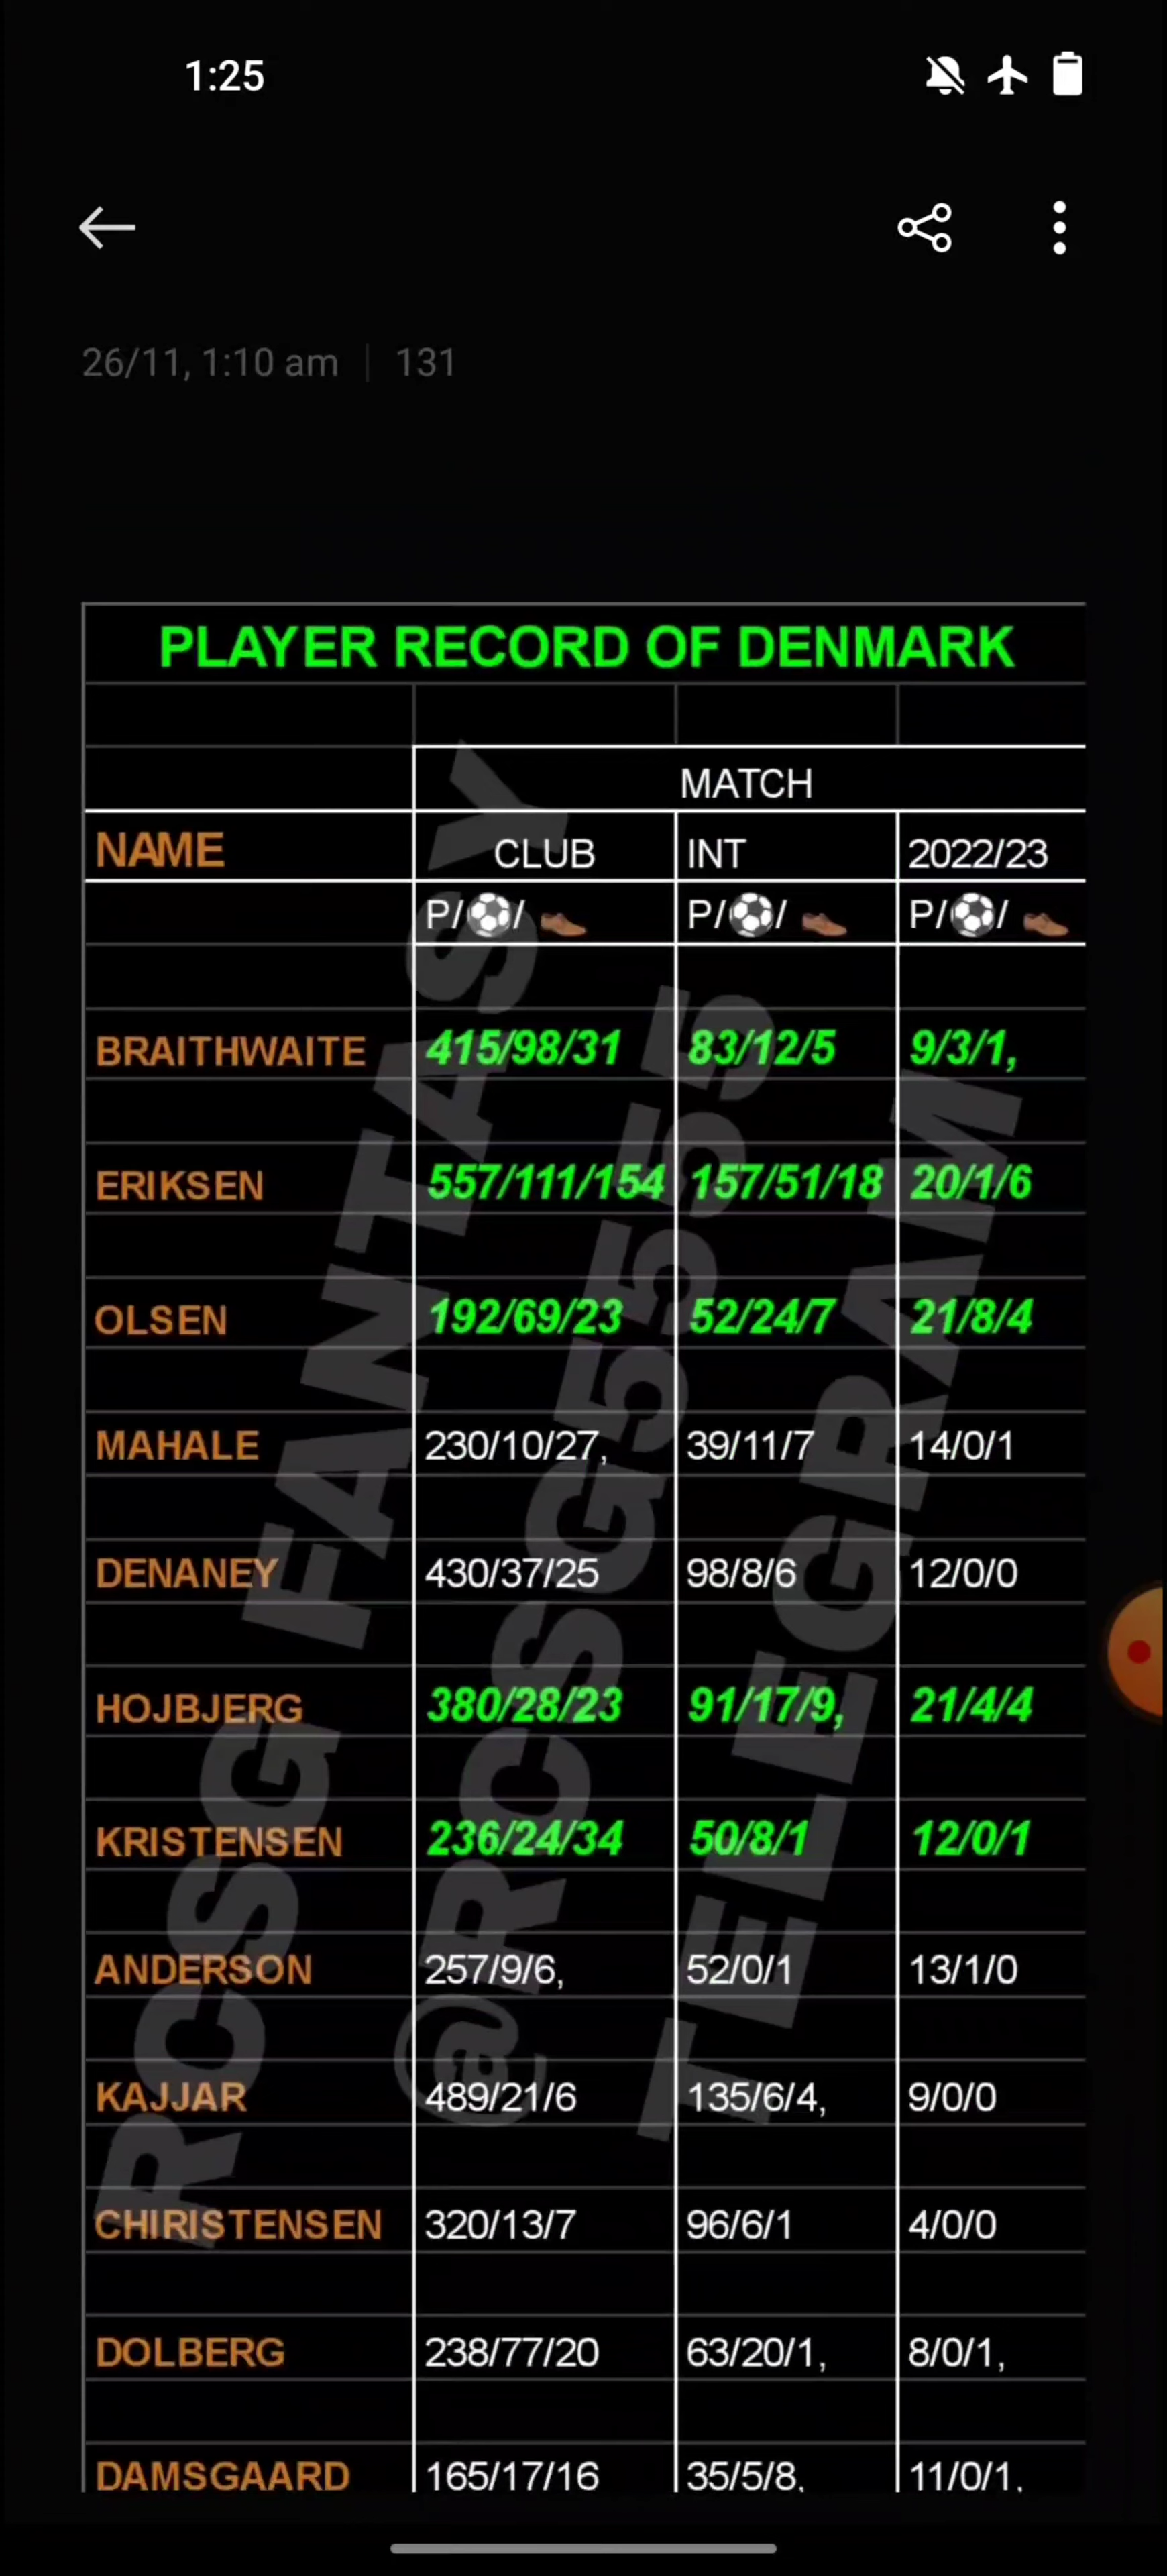 1:25
26/11, 1:10 am | 131
PLAYER RECORD OF DENMARK
MATCH
NAME CLUB INT 2022/23
P/⚽/ 👞 P/⚽/ 👞 P/⚽/ 👞
BRAITHWAITE 415/98/31 83/12/5 9/3/1,
ERIKSEN 557/111/154 157/51/18 20/1/6
OLSEN 192/69/23 52/24/7 21/8/4
MAHALE 230/10/27, 39/11/7 14/0/1
DENANEY 430/37/25 98/8/6 12/0/0
HOJBJERG 380/28/23 91/17/9, 21/4/4
KRISTENSEN 236/24/34 50/8/1 12/0/1
ANDERSON 257/9/6, 52/0/1 13/1/0
KAJJAR 489/21/6 135/6/4, 9/0/0
CHIRISTENSEN 320/13/7 96/6/1 4/0/0
DOLBERG 238/77/20 63/20/1, 8/0/1,
DAMSGAARD 165/17/16 35/5/8, 11/0/1,
RCSG FANTASY
@RCSG5555
TELEGRAM